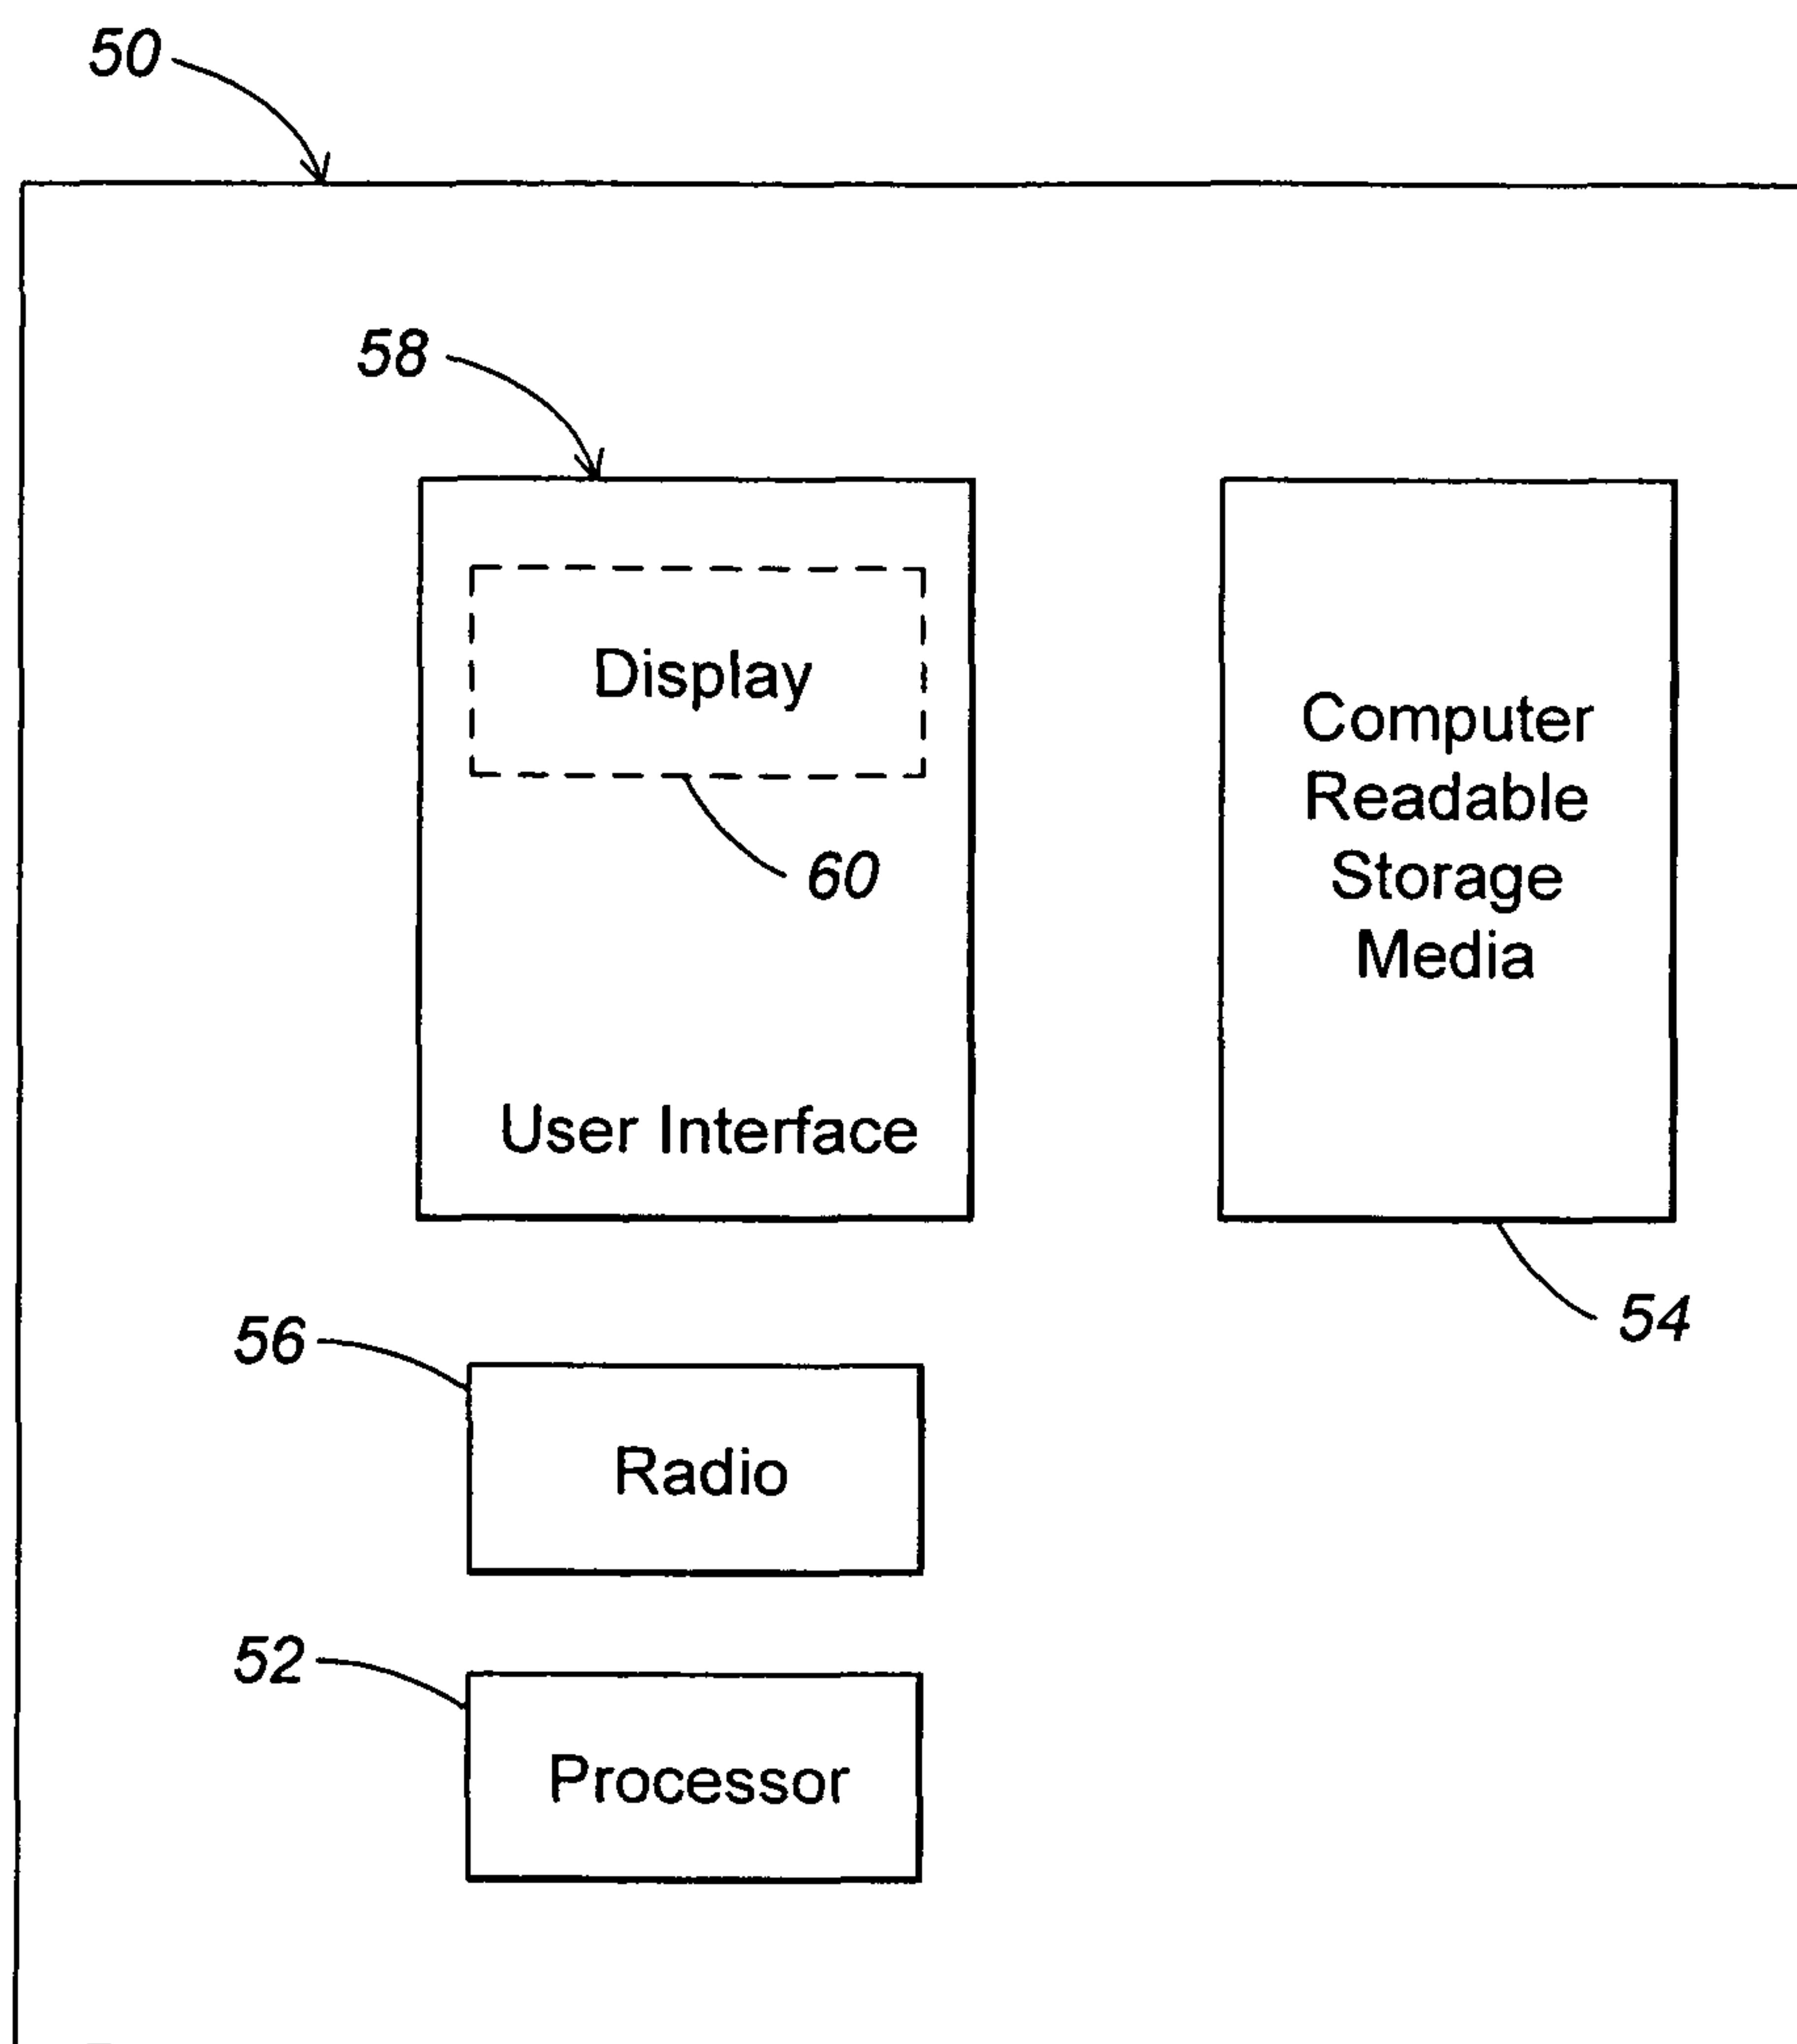 50
58
Display
60
Computer
Readable
Storage
Media
User Interface
54
56
Radio
52
Processor